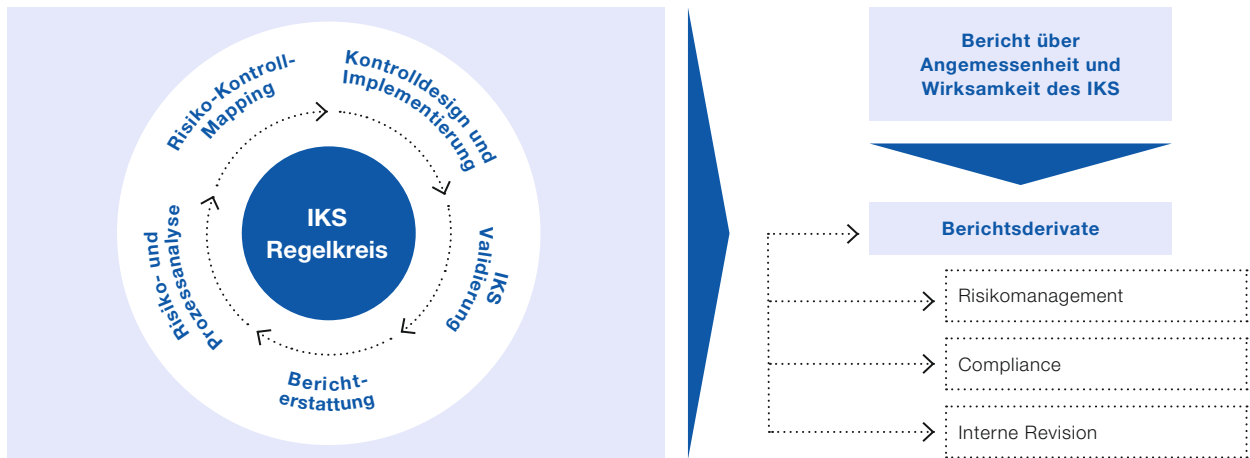 Risiko-Kontroll-
Mapping
Kontrolldesign und
Implementierung
IKS
Validierung
Bericht-
erstattung
Risiko- und
Prozessanalyse
IKS
Regelkreis
Bericht über
Angemessenheit und
Wirksamkeit des IKS
Berichtsderivate
Risikomanagement
Compliance
Interne Revision